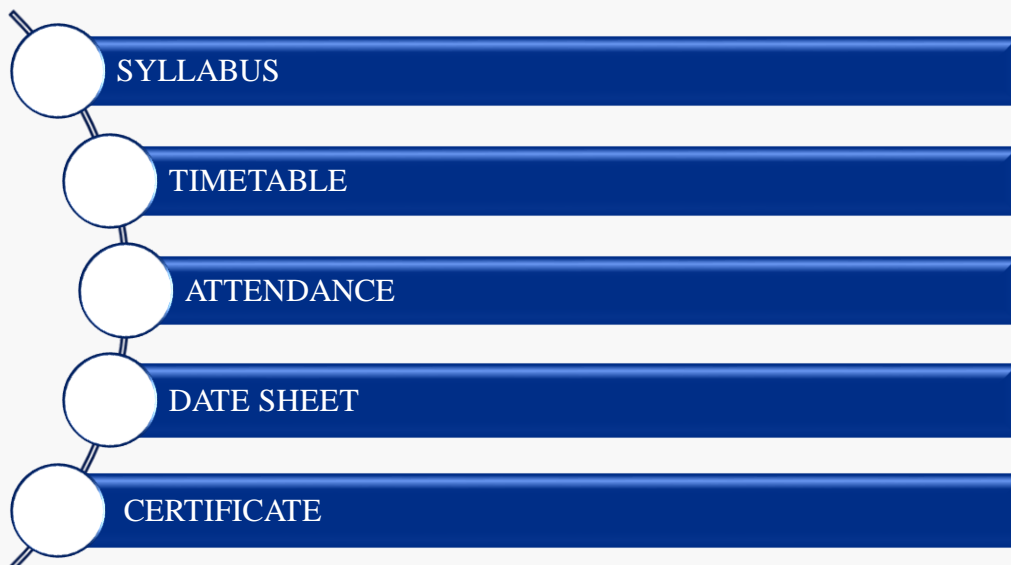 SYLLABUS
TIMETABLE
ATTENDANCE
DATE SHEET
CERTIFICATE